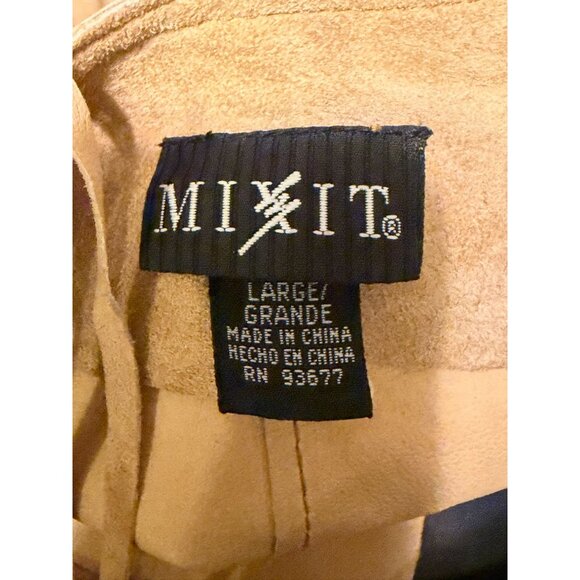 MIXIT®
LARGE/
GRANDE
MADE IN CHINA
HECHO EN CHINA
RN 93677